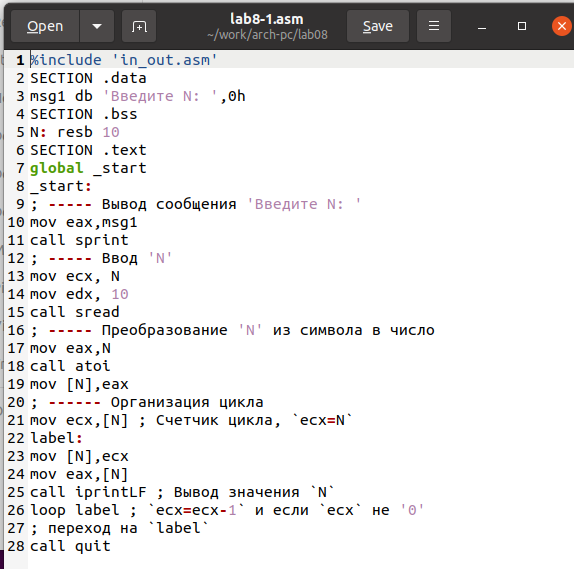 Open
lab8-1.asm
~/work/arch-pc/lab08
Save
1 %include 'in_out.asm'
2 SECTION .data
3 msg1 db 'Введите N: ',0h
4 SECTION .bss
5 N: resb 10
6 SECTION .text
7 global _start
8 _start:
9 ; ----- Вывод сообщения 'Введите N: '
10 mov eax,msg1
11 call sprint
12 ; ----- Ввод 'N'
13 mov ecx, N
14 mov edx, 10
15 call sread
16 ; ----- Преобразование 'N' из символа в число
17 mov eax,N
18 call atoi
19 mov [N],eax
20 ; ------ Организация цикла
21 mov ecx,[N] ; Счетчик цикла, `ecx=N`
22 label:
23 mov [N],ecx
24 mov eax,[N]
25 call iprintLF ; Вывод значения `N`
26 loop label ; `ecx=ecx-1` и если `ecx` не '0'
27 ; переход на `label`
28 call quit